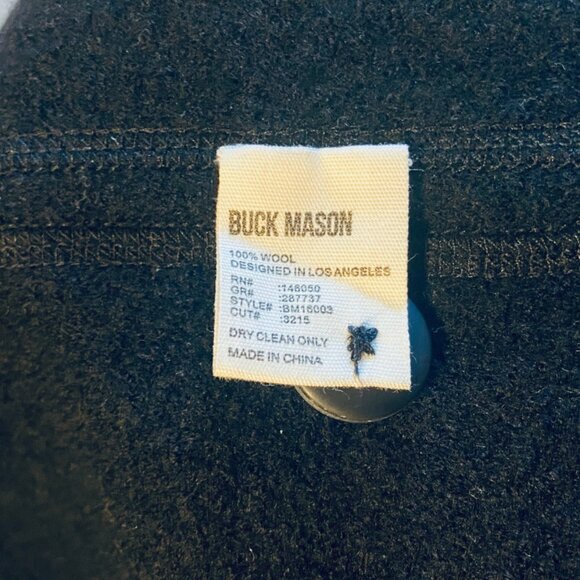 BUCK MASON
100% WOOL
DESIGNED IN LOS ANGELES
RN# :146050
GR# :287737
STYLE# :BM16003
CUT# :3215
DRY CLEAN ONLY
MADE IN CHINA